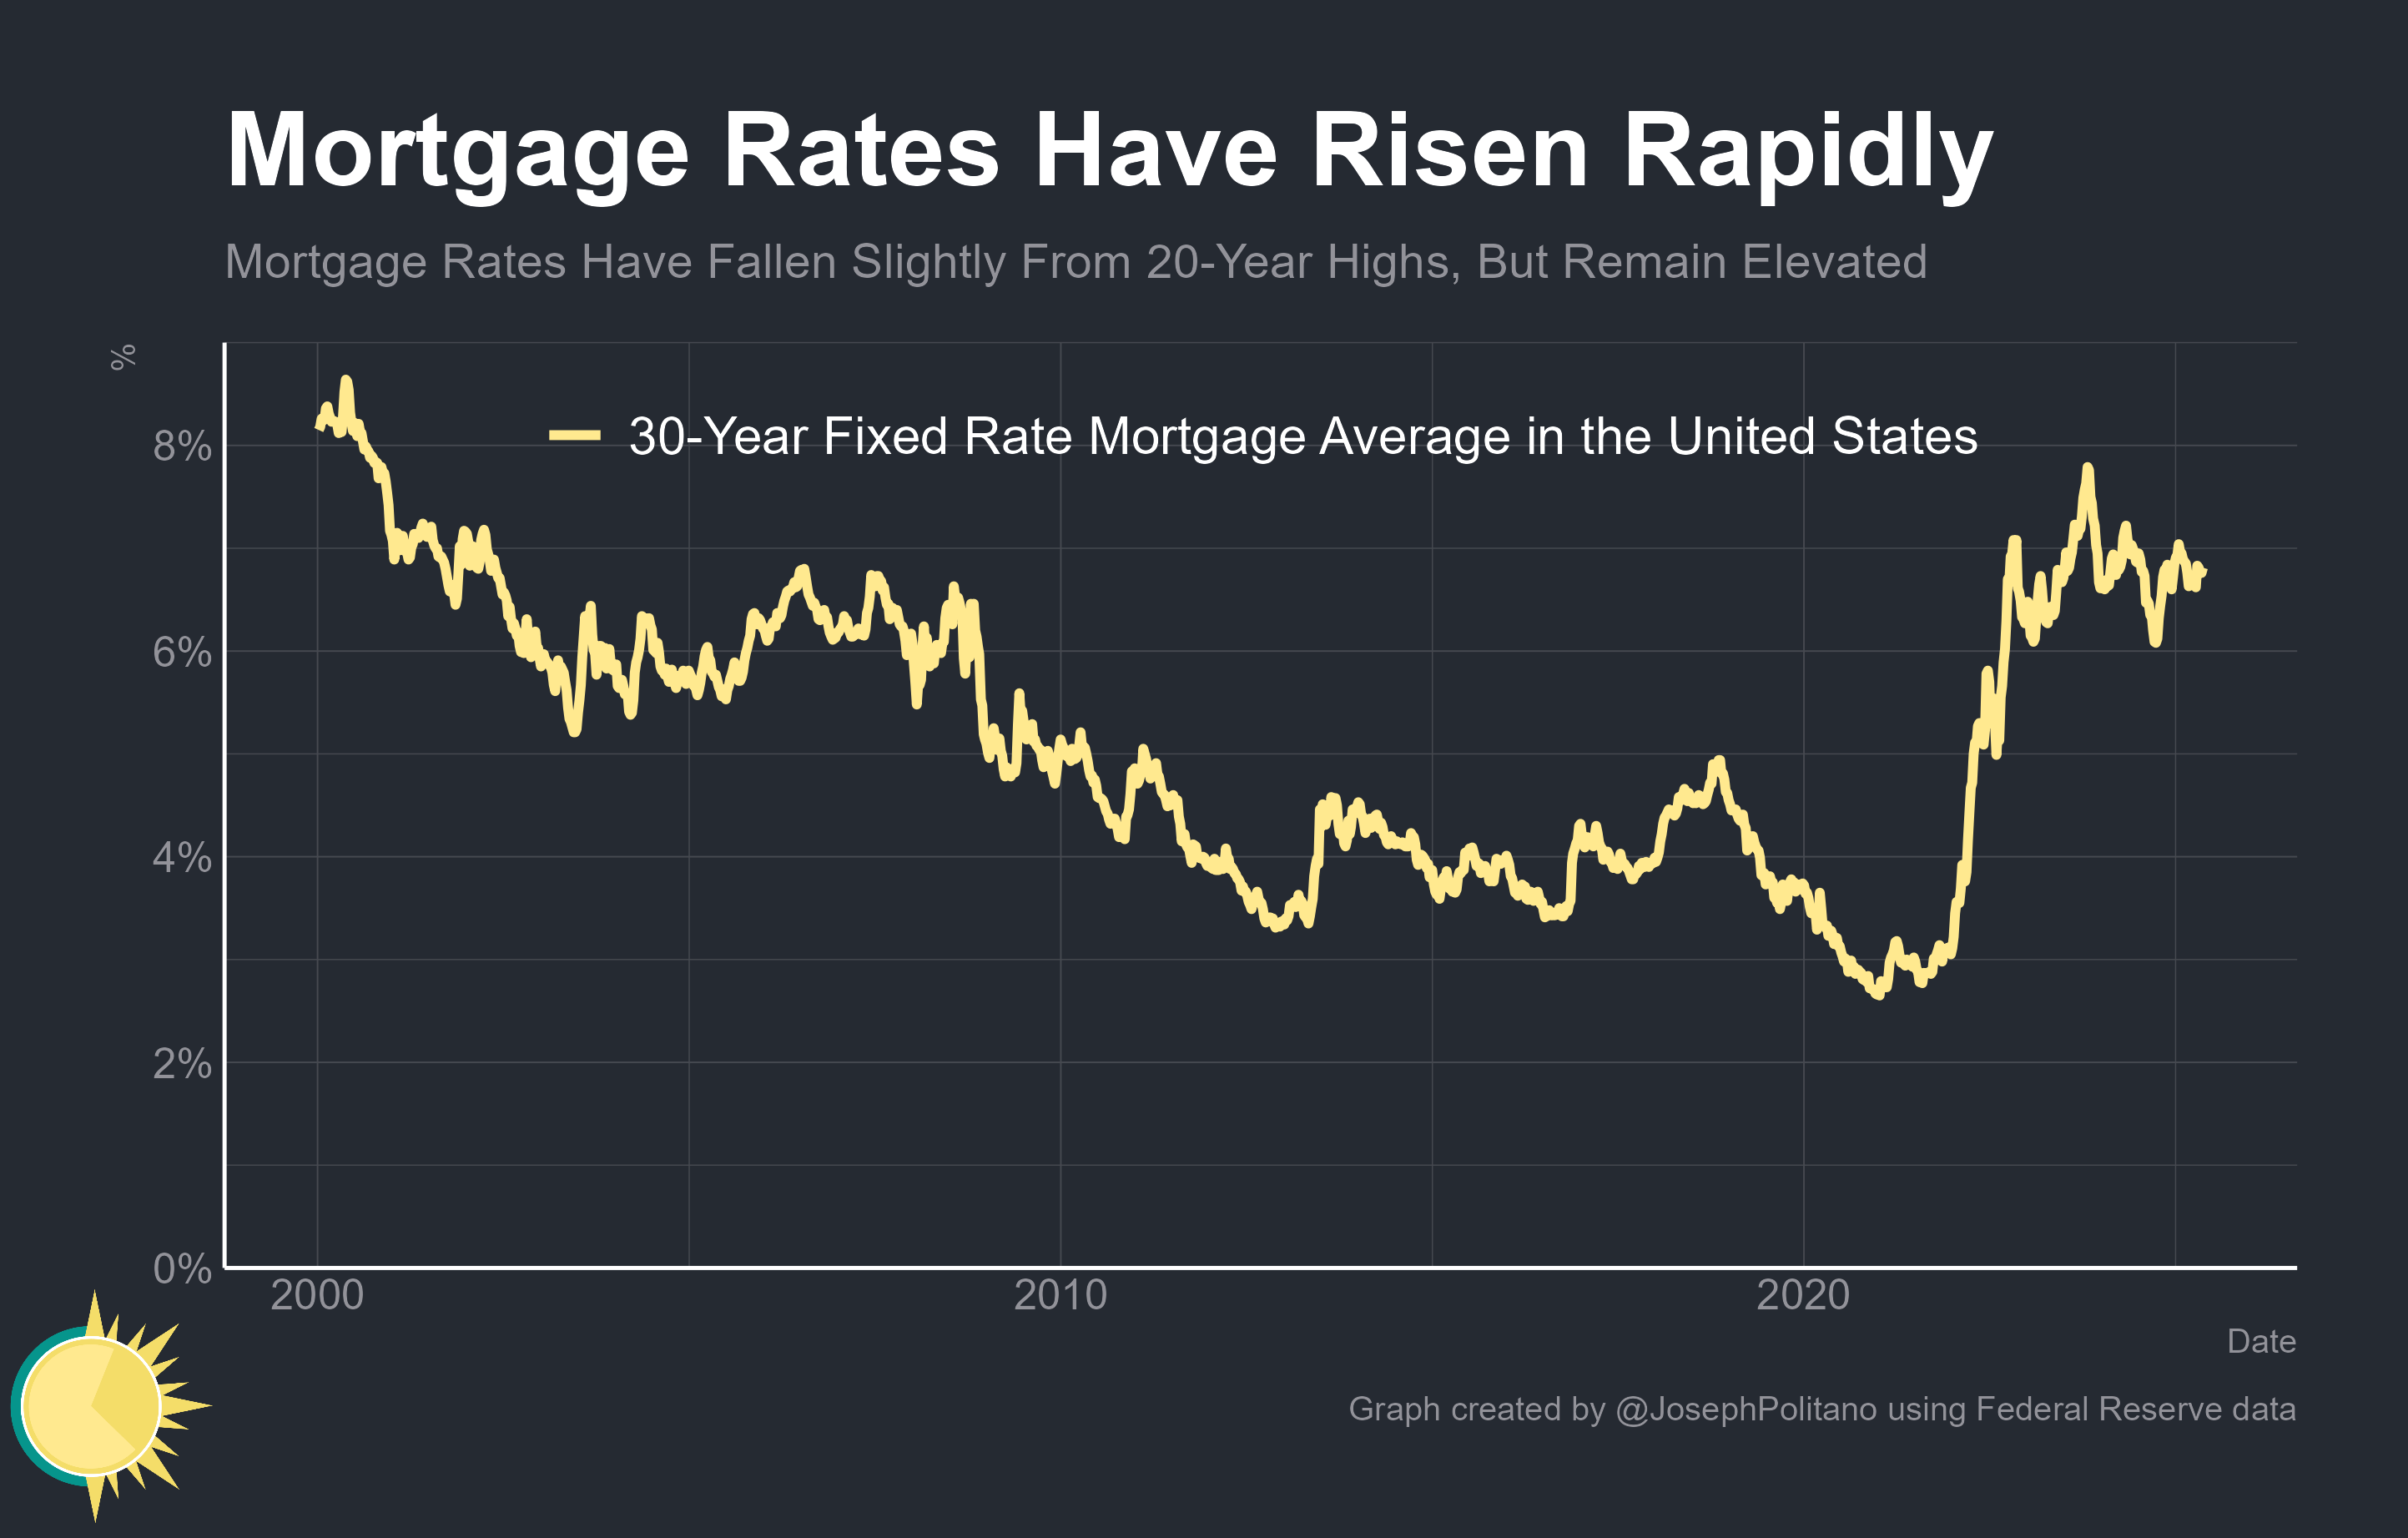 Mortgage Rates Have Risen Rapidly
Mortgage Rates Have Fallen Slightly From 20-Year Highs, But Remain Elevated
%
30-Year Fixed Rate Mortgage Average in the United States
8%
6%
4%
2%
0%
2000 2010 2020
Date
Graph created by @JosephPolitano using Federal Reserve data